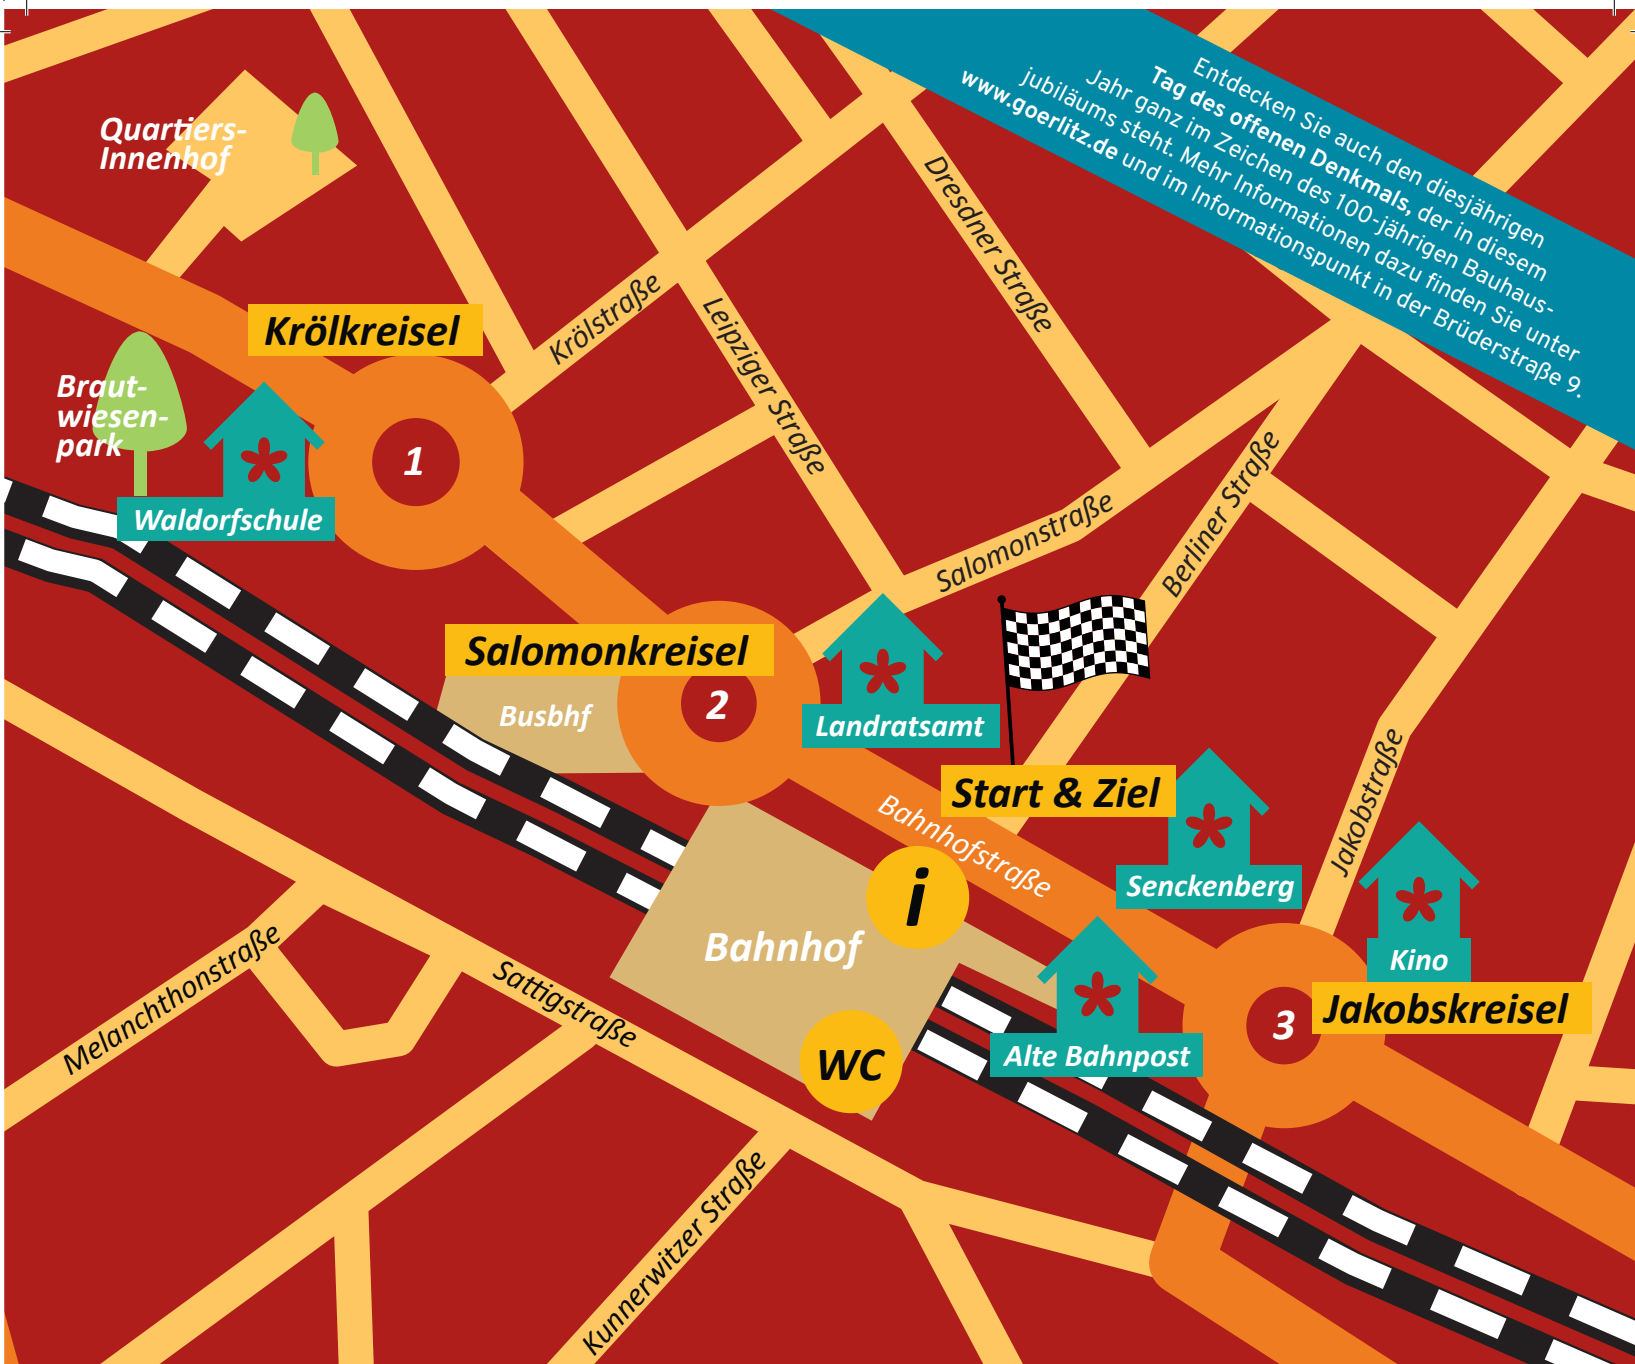 Entdecken Sie auch den diesjährigen
Tag des offenen Denkmals, der in diesem
Jahr ganz im Zeichen des 100-jährigen Bauhaus-
jubiläums steht. Mehr Informationen dazu finden Sie unter
www.goerlitz.de und im Informationspunkt in der Brüderstraße 9.
Quartiers-
Innenhof
Dresdner Straße
Krölkreisel
Krölstraße
Leipziger Straße
Braut-
wiesen-
park
1
Waldorfschule
Salomonstraße
Berliner Straße
Salomonkreisel
2
Busbhf
Landratsamt
Start & Ziel
Bahnhofstraße
Jakobstraße
Senckenberg
i
Bahnhof
Kino
Jakobskreisel
3
Melanchthonstraße
Sattigstraße
WC
Alte Bahnpost
Kunnerwitzer Straße